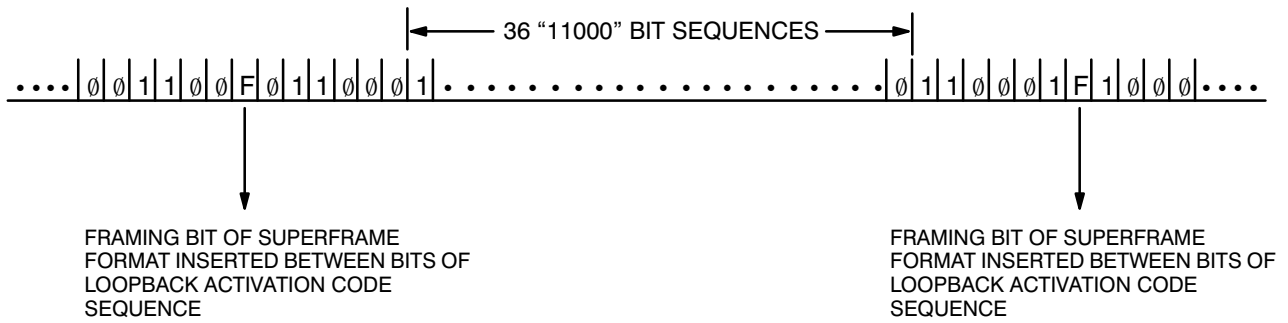 36 “11000” BIT SEQUENCES
•••• Ø Ø 1 1 Ø Ø F Ø 1 1 Ø Ø Ø 1 • • • • • • • • • • • • • • • • • • • Ø 1 1 Ø Ø Ø 1 F 1 Ø Ø Ø ••••
FRAMING BIT OF SUPERFRAME
FORMAT INSERTED BETWEEN BITS OF
LOOPBACK ACTIVATION CODE
SEQUENCE
FRAMING BIT OF SUPERFRAME
FORMAT INSERTED BETWEEN BITS OF
LOOPBACK ACTIVATION CODE
SEQUENCE